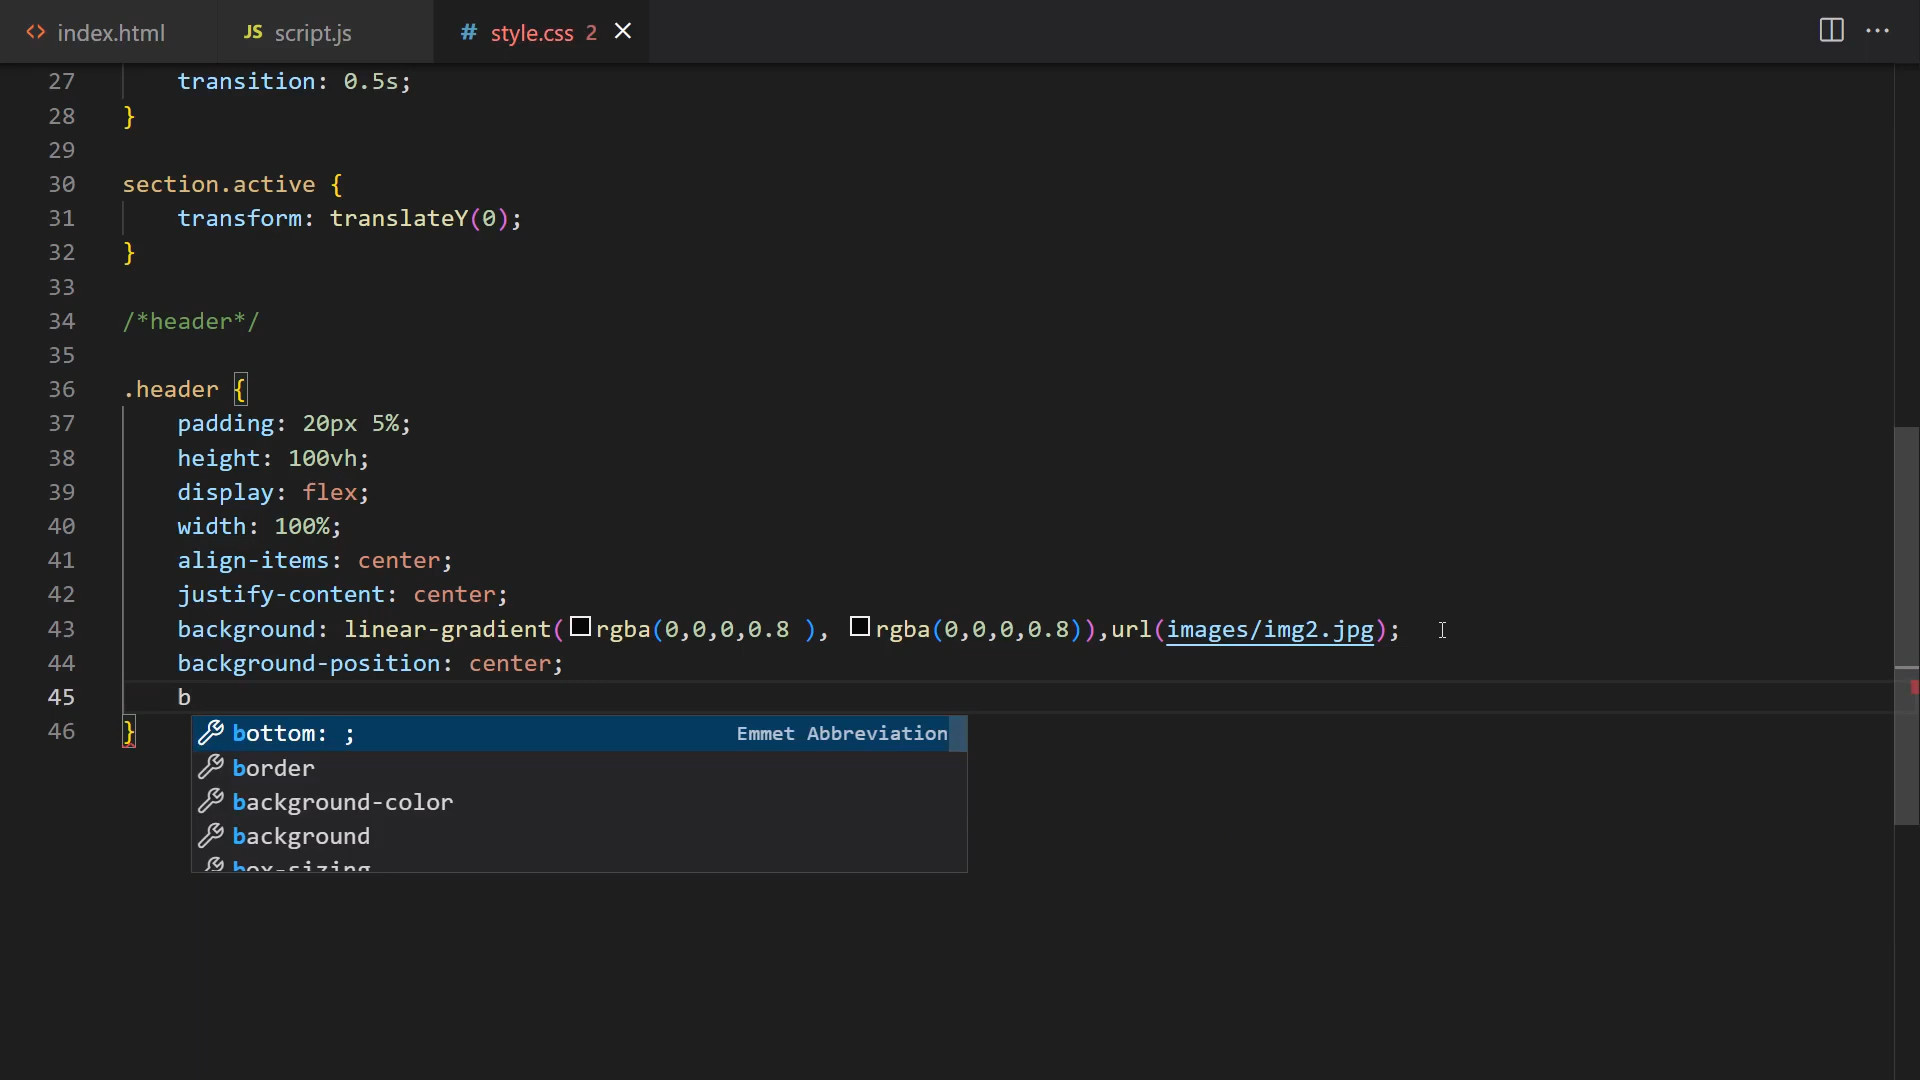 index.html
JS script.js
# style.css 2
27 transition: 0.5s;
28 }
29
30 section.active {
31 transform: translateY(0);
32 }
33
34 /*header*/
35
36 .header {
37 padding: 20px 5%;
38 height: 100vh;
39 display: flex;
40 width: 100%;
41 align-items: center;
42 justify-content: center;
43 background: linear-gradient(rgba(0,0,0,0.8 ), rgba(0,0,0,0.8)),url(images/img2.jpg);
44 background-position: center;
45 b
46 }
bottom: ; Emmet Abbreviation
border
background-color
background
box-sizing